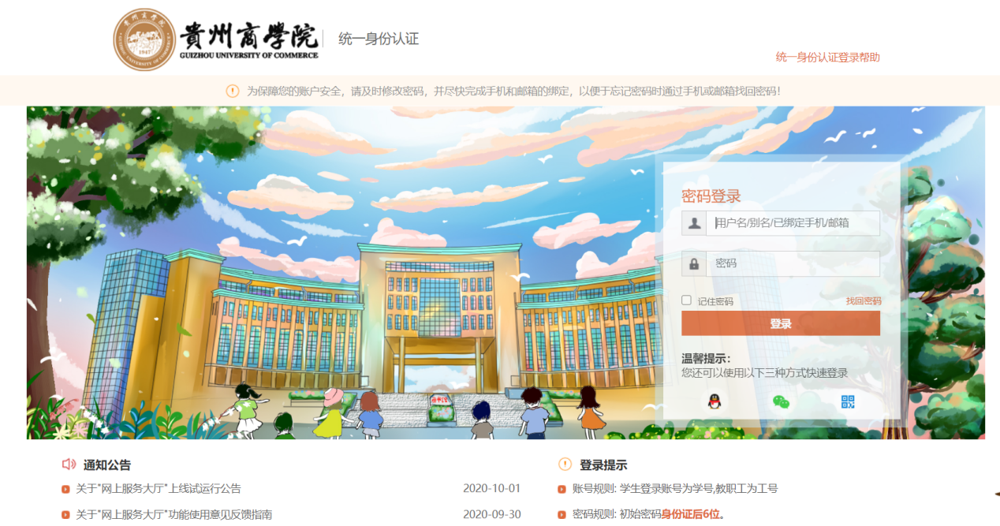 貴州商學院
GUIZHOU UNIVERSITY OF COMMERCE
统一身份认证
统一身份认证登录帮助
为保障您的账户安全，请及时修改密码，并尽快完成手机和邮箱的绑定，以便于忘记密码时通过手机或邮箱找回密码！
密码登录
用户名/别名/已绑定手机/邮箱
密码
记住密码
找回密码
登录
温馨提示：
您还可以使用以下三种方式快速登录
通知公告
关于"网上服务大厅"上线试运行公告 2020-10-01
关于"网上服务大厅"功能使用意见反馈指南 2020-09-30
登录提示
账号规则: 学生登录账号为学号,教职工为工号
密码规则: 初始密码身份证后6位。